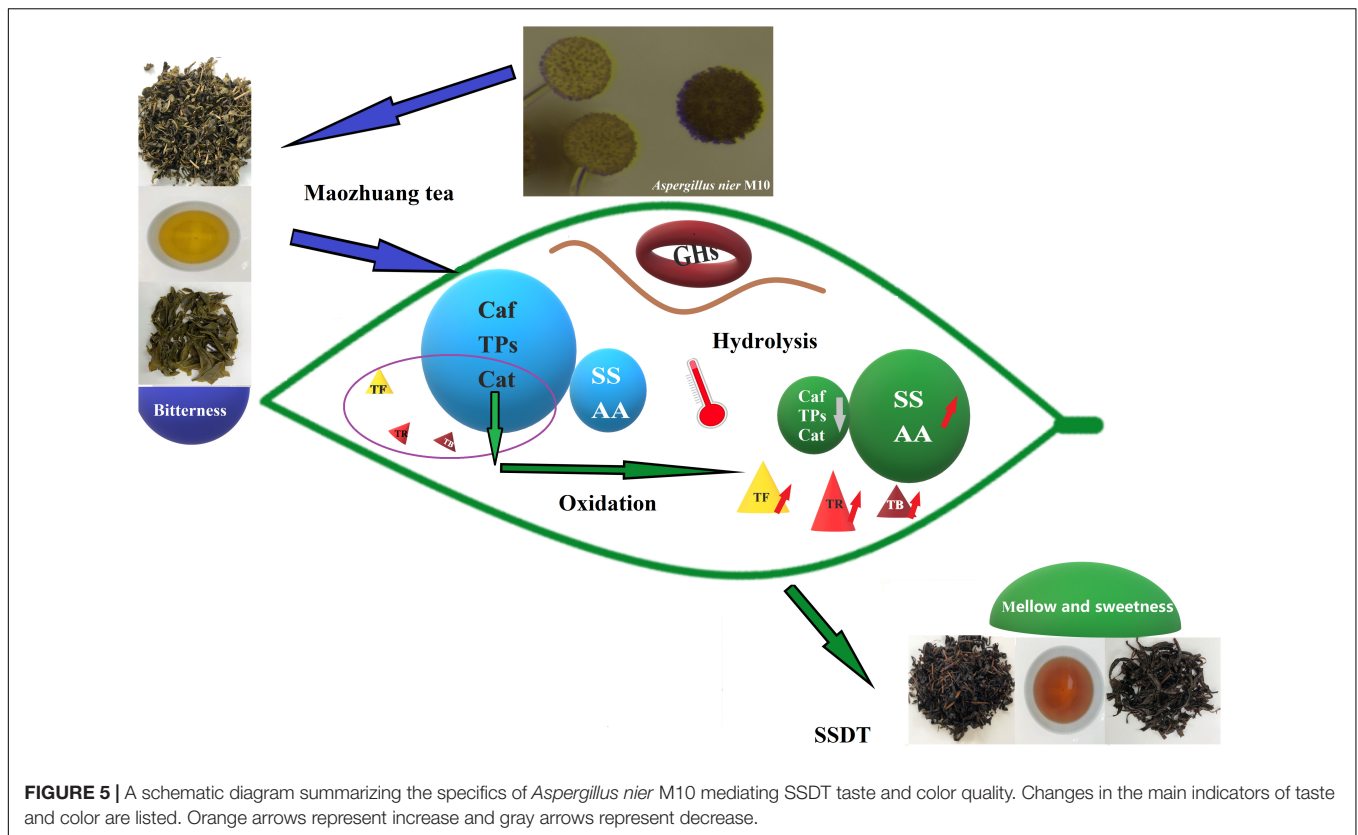 Aspergillus nier M10
Maozhuang tea
GHs
Caf
TPs
Cat
SS
AA
TF
TR
TB
Bitterness
Hydrolysis
Caf
TPs
Cat
SS
AA
Oxidation
TF
TR
TB
Mellow and sweetness
SSDT
FIGURE 5 | A schematic diagram summarizing the specifics of Aspergillus nier M10 mediating SSDT taste and color quality. Changes in the main indicators of taste
and color are listed. Orange arrows represent increase and gray arrows represent decrease.